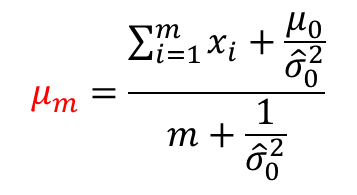 μ_m = (∑_{i=1}^{m} x_i + μ_0/σ̂_0^2) / (m + 1/σ̂_0^2)